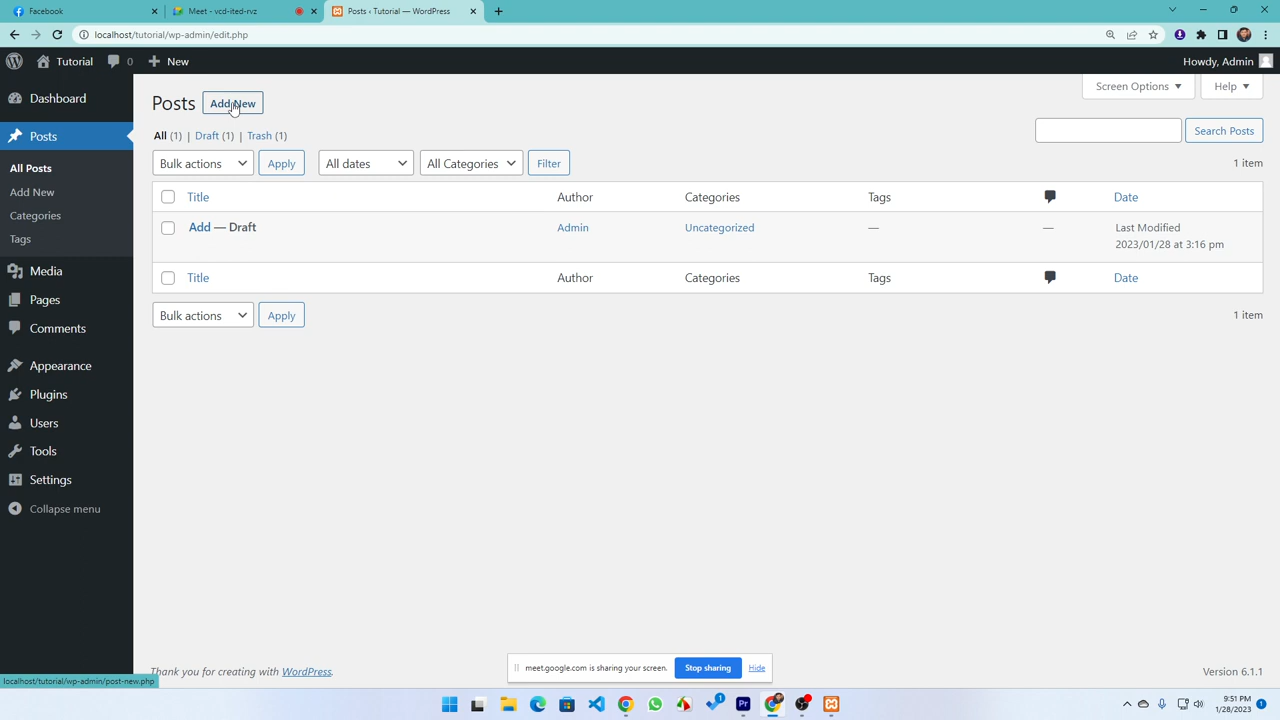 Facebook
Meet - vcd-ited-rvz
Posts ‹ Tutorial — WordPress
localhost/tutorial/wp-admin/edit.php
Tutorial 0 New
Howdy, Admin
Dashboard
Posts
All Posts
Add New
Categories
Tags
Media
Pages
Comments
Appearance
Plugins
Users
Tools
Settings
Collapse menu
Posts Add New
Screen Options Help
All (1) | Draft (1) | Trash (1)
Search Posts
Bulk actions Apply All dates All Categories Filter
1 item
Title Author Categories Tags Date
Add — Draft Admin Uncategorized — — Last Modified
2023/01/28 at 3:16 pm
Title Author Categories Tags Date
Bulk actions Apply
1 item
meet.google.com is sharing your screen. Stop sharing Hide
Thank you for creating with WordPress.
Version 6.1.1
localhost/tutorial/wp-admin/post-new.php
1
9:51 PM
1/28/2023
1